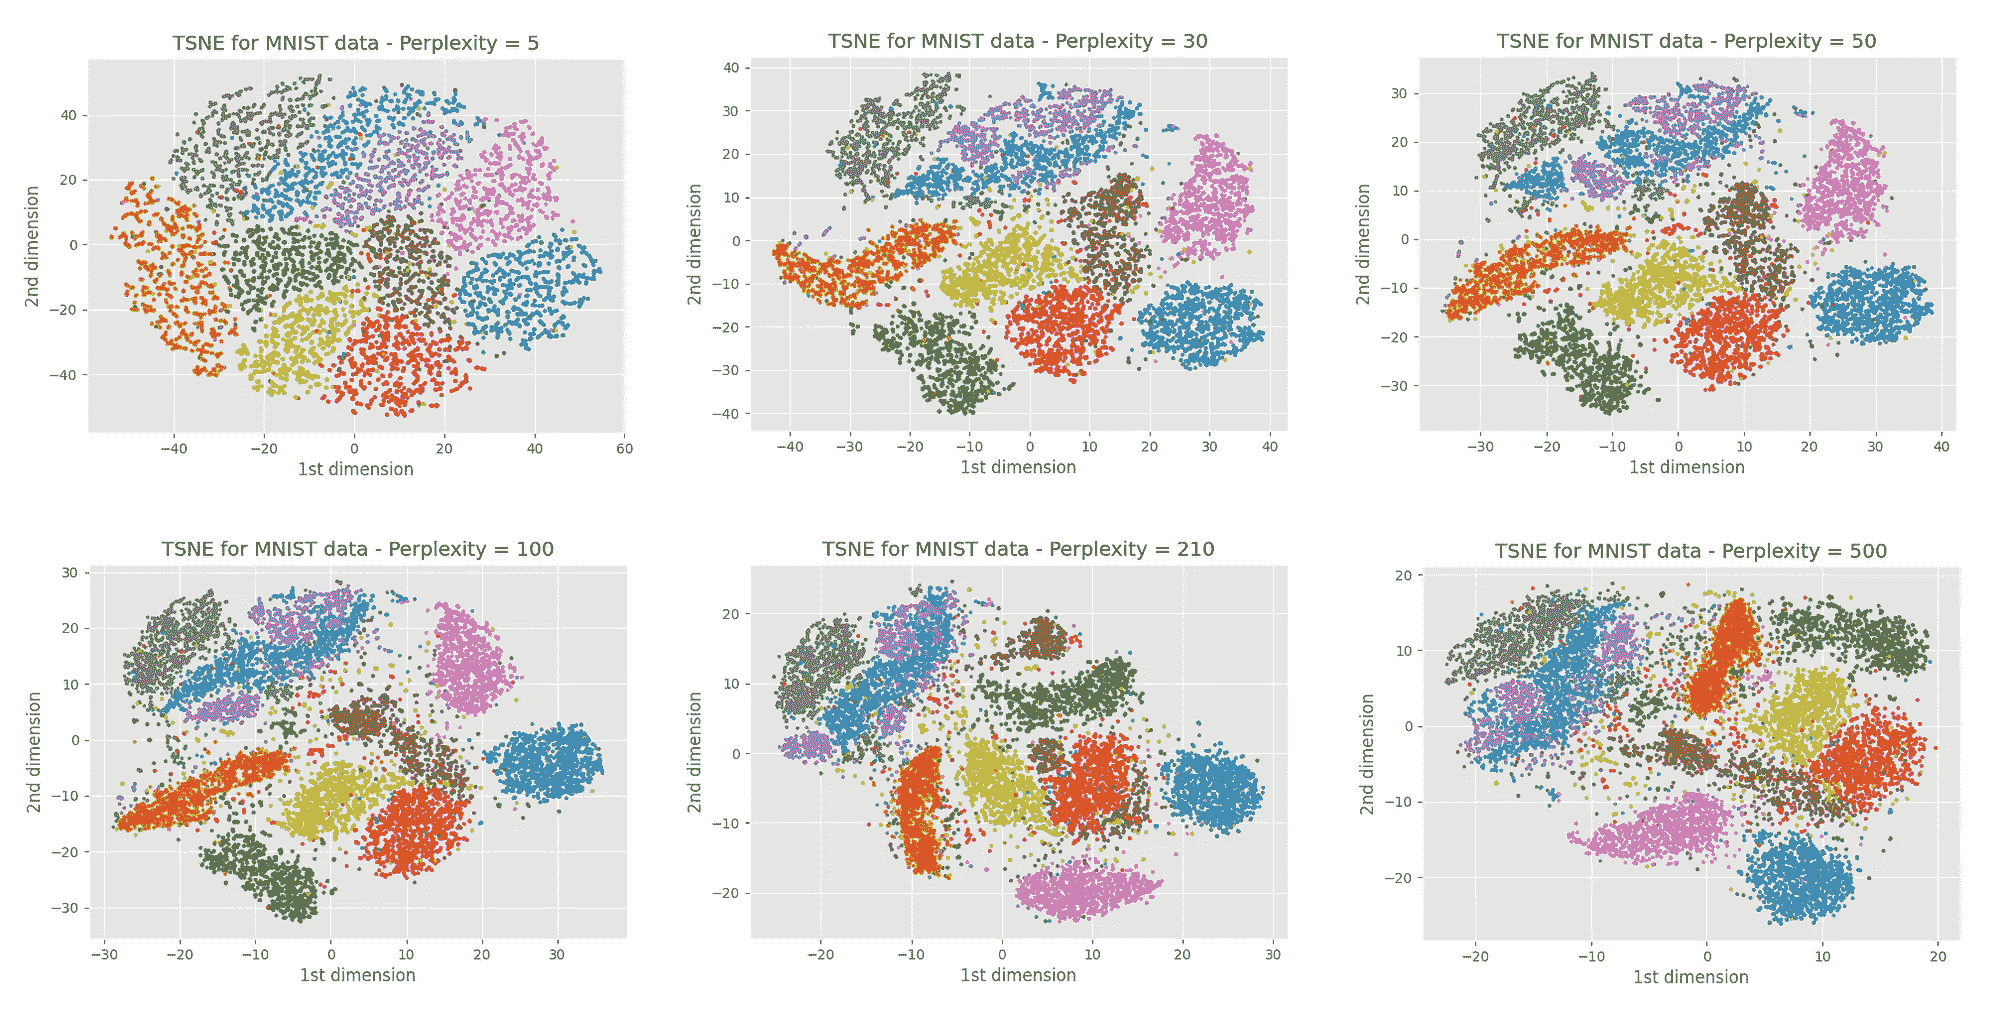 TSNE for MNIST data - Perplexity = 5
40
20
0
−20
−40
2nd dimension
−40 −20 0 20 40 60
1st dimension
TSNE for MNIST data - Perplexity = 30
40
30
20
10
0
−10
−20
−30
−40
2nd dimension
−40 −30 −20 −10 0 10 20 30 40
1st dimension
TSNE for MNIST data - Perplexity = 50
30
20
10
0
−10
−20
−30
2nd dimension
−30 −20 −10 0 10 20 30 40
1st dimension
TSNE for MNIST data - Perplexity = 100
30
20
10
0
−10
−20
−30
2nd dimension
−30 −20 −10 0 10 20 30
1st dimension
TSNE for MNIST data - Perplexity = 210
20
10
0
−10
−20
2nd dimension
−20 −10 0 10 20 30
1st dimension
TSNE for MNIST data - Perplexity = 500
20
10
0
−10
−20
2nd dimension
−20 −10 0 10 20
1st dimension